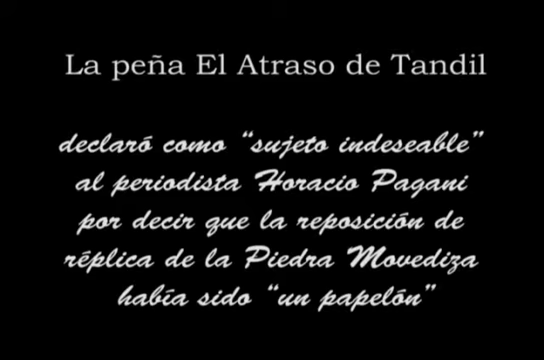 La peña El Atraso de Tandil
declaró como “sujeto indeseable”
al periodista Horacio Pagani
por decir que la reposición de
réplica de la Piedra Movediza
había sido “un papelón”